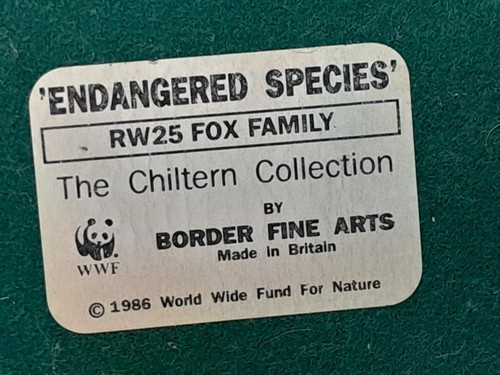 'ENDANGERED SPECIES'
RW25 FOX FAMILY
The Chiltern Collection
BY
BORDER FINE ARTS
Made in Britain
WWF
© 1986 World Wide Fund For Nature